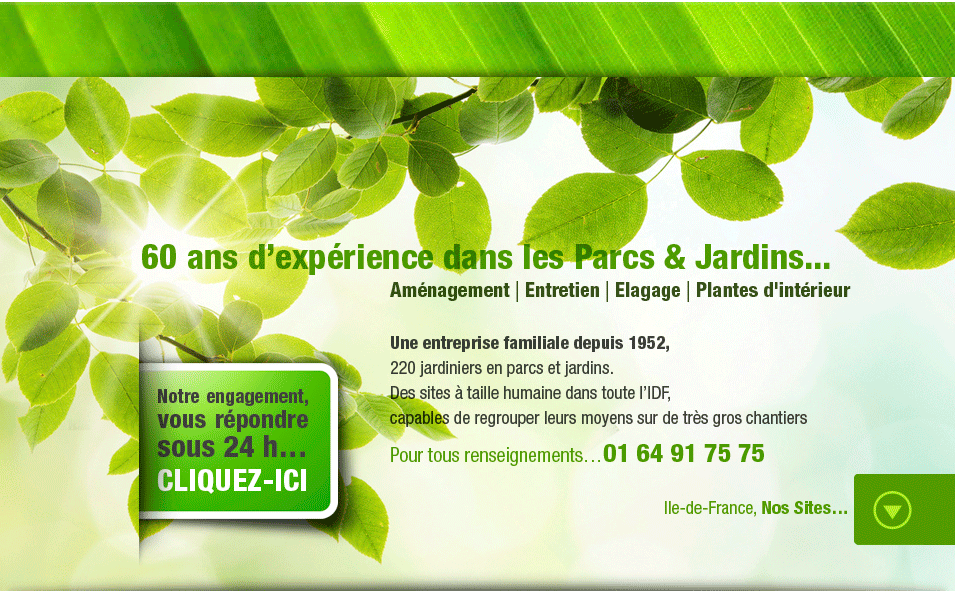 60 ans d’expérience dans les Parcs & Jardins...
Aménagement | Entretien | Elagage | Plantes d'intérieur
Une entreprise familiale depuis 1952,
220 jardiniers en parcs et jardins.
Des sites à taille humaine dans toute l’IDF,
capables de regrouper leurs moyens sur de très gros chantiers
Pour tous renseignements…01 64 91 75 75
Notre engagement,
vous répondre
sous 24 h…
CLIQUEZ-ICI
Ile-de-France, Nos Sites…